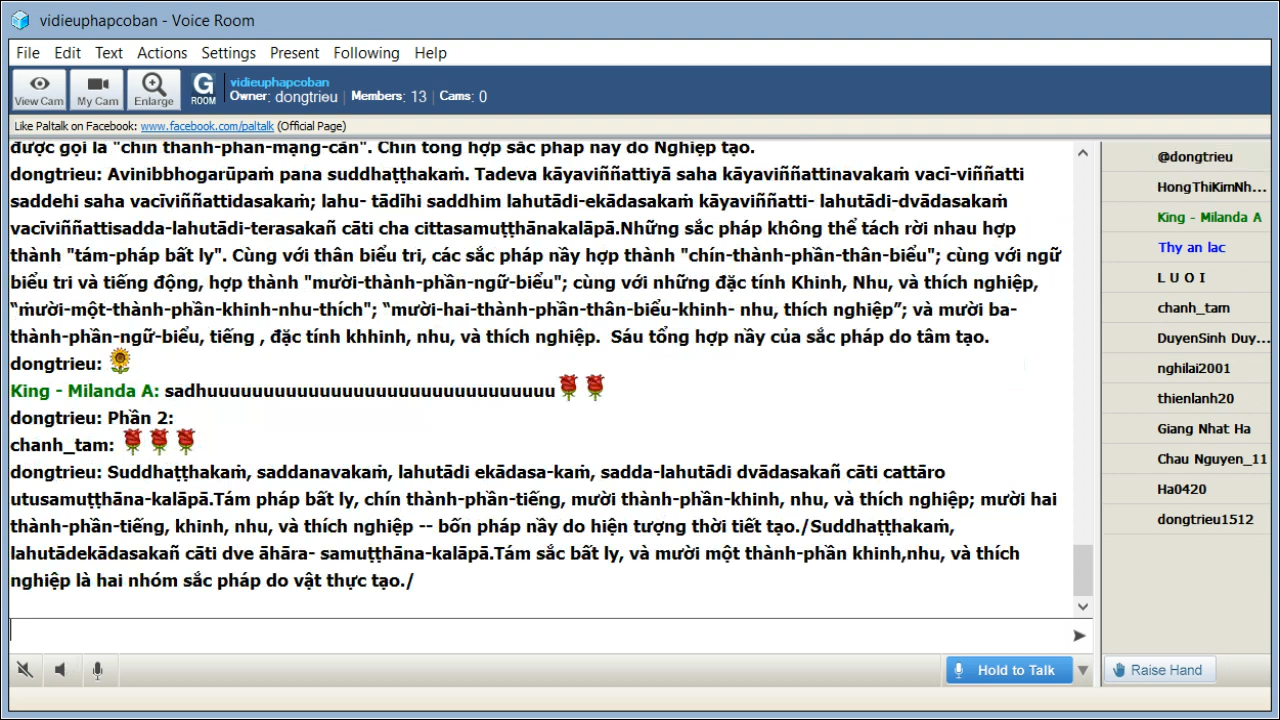 vidieuphapcoban - Voice Room
File Edit Text Actions Settings Present Following Help
View Cam My Cam Enlarge G ROOM
vidieuphapcoban
Owner: dongtrieu Members: 13 Cams: 0
Like Paltalk on Facebook: www.facebook.com/paltalk (Official Page)
được gọi là "chín thành-phần-mạng-căn". Chín tổng hợp sắc pháp này do Nghiệp tạo.
dongtrieu: Avinibbhogarūpaṁ pana suddhaṭṭhakaṁ. Tadeva kāyaviññattiyā saha kāyaviññattinavakaṁ vacī-viññatti
saddehi saha vacīviññattidasakaṁ; lahu- tādīhi saddhim lahutādi-ekādasakaṁ kāyaviññatti- lahutādi-dvādasakaṁ
vacīviññattisadda-lahutādi-terasakañ cāti cha cittasamuṭṭhānakalāpā.Những sắc pháp không thể tách rời nhau hợp
thành "tám-pháp bất ly". Cùng với thân biểu tri, các sắc pháp nầy hợp thành "chín-thành-phần-thân-biểu"; cùng với ngữ
biểu tri và tiếng động, hợp thành "mười-thành-phần-ngữ-biểu"; cùng với những đặc tính Khinh, Nhu, và thích nghiệp,
“mười-một-thành-phần-khinh-nhu-thích"; “mười-hai-thành-phần-thân-biểu-khinh- nhu, thích nghiệp”; và mười ba-
thành-phần-ngữ-biểu, tiếng , đặc tính khhinh, nhu, và thích nghiệp.  Sáu tổng hợp nầy của sắc pháp do tâm tạo.
dongtrieu:
King - Milanda A: sadhuuuuuuuuuuuuuuuuuuuuuuuuuuuuuuu
dongtrieu: Phần 2:
chanh_tam:
dongtrieu: Suddhaṭṭhakaṁ, saddanavakaṁ, lahutādi ekādasa-kaṁ, sadda-lahutādi dvādasakañ cāti cattāro
utusamuṭṭhāna-kalāpā.Tám pháp bất ly, chín thành-phần-tiếng, mười thành-phần-khinh, nhu, và thích nghiệp; mười hai
thành-phần-tiếng, khinh, nhu, và thích nghiệp -- bốn pháp nầy do hiện tượng thời tiết tạo./Suddhaṭṭhakaṁ,
lahutādekādasakañ cāti dve āhāra- samuṭṭhāna-kalāpā.Tám sắc bất ly, và mười một thành-phần khinh,nhu, và thích
nghiệp là hai nhóm sắc pháp do vật thực tạo./
@dongtrieu
HongThiKimNh...
King - Milanda A
Thy an lac
L U O I
chanh_tam
DuyenSinh Duy...
nghilai2001
thienlanh20
Giang Nhat Ha
Chau Nguyen_11
Ha0420
dongtrieu1512
Hold to Talk
Raise Hand